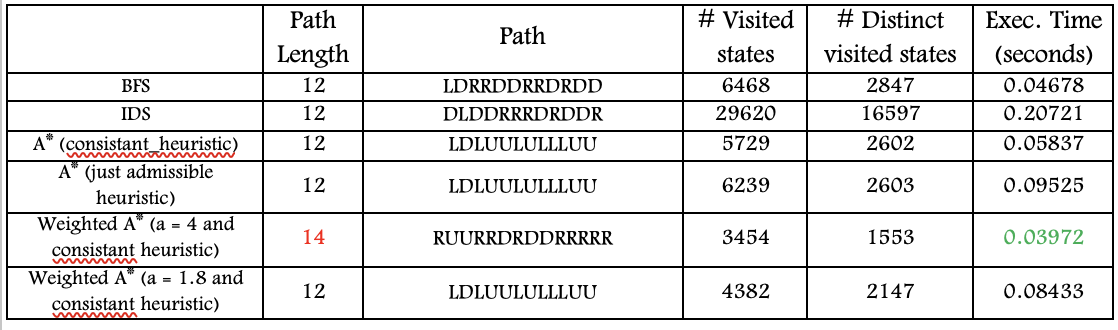 Path Length | Path | # Visited states | # Distinct visited states | Exec. Time (seconds)
BFS | 12 | LDRRDDRRDRDD | 6468 | 2847 | 0.04678
IDS | 12 | DLDDRRRDRDDR | 29620 | 16597 | 0.20721
A* (consistant_heuristic) | 12 | LDLUULULLLUU | 5729 | 2602 | 0.05837
A* (just admissible heuristic) | 12 | LDLUULULLLUU | 6239 | 2603 | 0.09525
Weighted A* (a = 4 and consistant heuristic) | 14 | RUURRDRDDRRRRR | 3454 | 1553 | 0.03972
Weighted A* (a = 1.8 and consistant heuristic) | 12 | LDLUULULLLUU | 4382 | 2147 | 0.08433